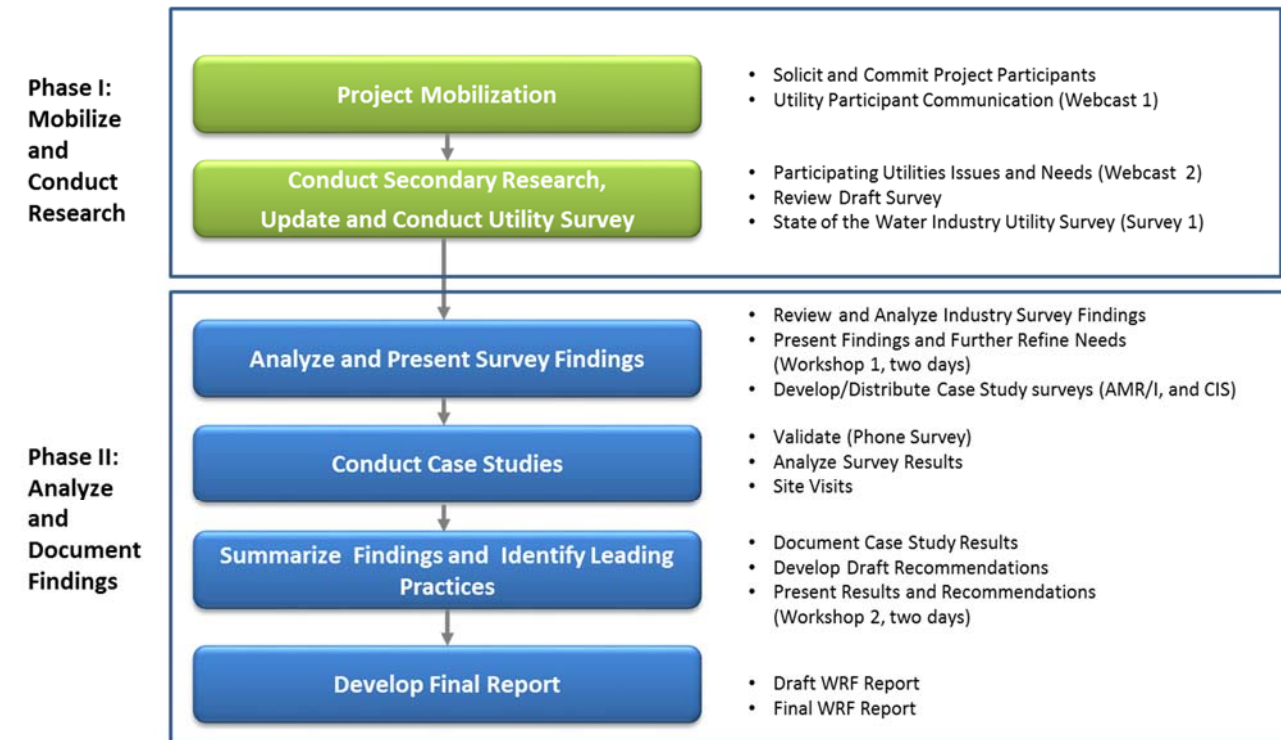 Phase I:
Mobilize
and
Conduct
Research
Project Mobilization
• Solicit and Commit Project Participants
• Utility Participant Communication (Webcast 1)
Conduct Secondary Research,
Update and Conduct Utility Survey
• Participating Utilities Issues and Needs (Webcast 2)
• Review Draft Survey
• State of the Water Industry Utility Survey (Survey 1)
Phase II:
Analyze
and
Document
Findings
Analyze and Present Survey Findings
• Review and Analyze Industry Survey Findings
• Present Findings and Further Refine Needs
(Workshop 1, two days)
• Develop/Distribute Case Study surveys (AMR/I, and CIS)
Conduct Case Studies
• Validate (Phone Survey)
• Analyze Survey Results
• Site Visits
Summarize Findings and Identify Leading
Practices
• Document Case Study Results
• Develop Draft Recommendations
• Present Results and Recommendations
(Workshop 2, two days)
Develop Final Report
• Draft WRF Report
• Final WRF Report